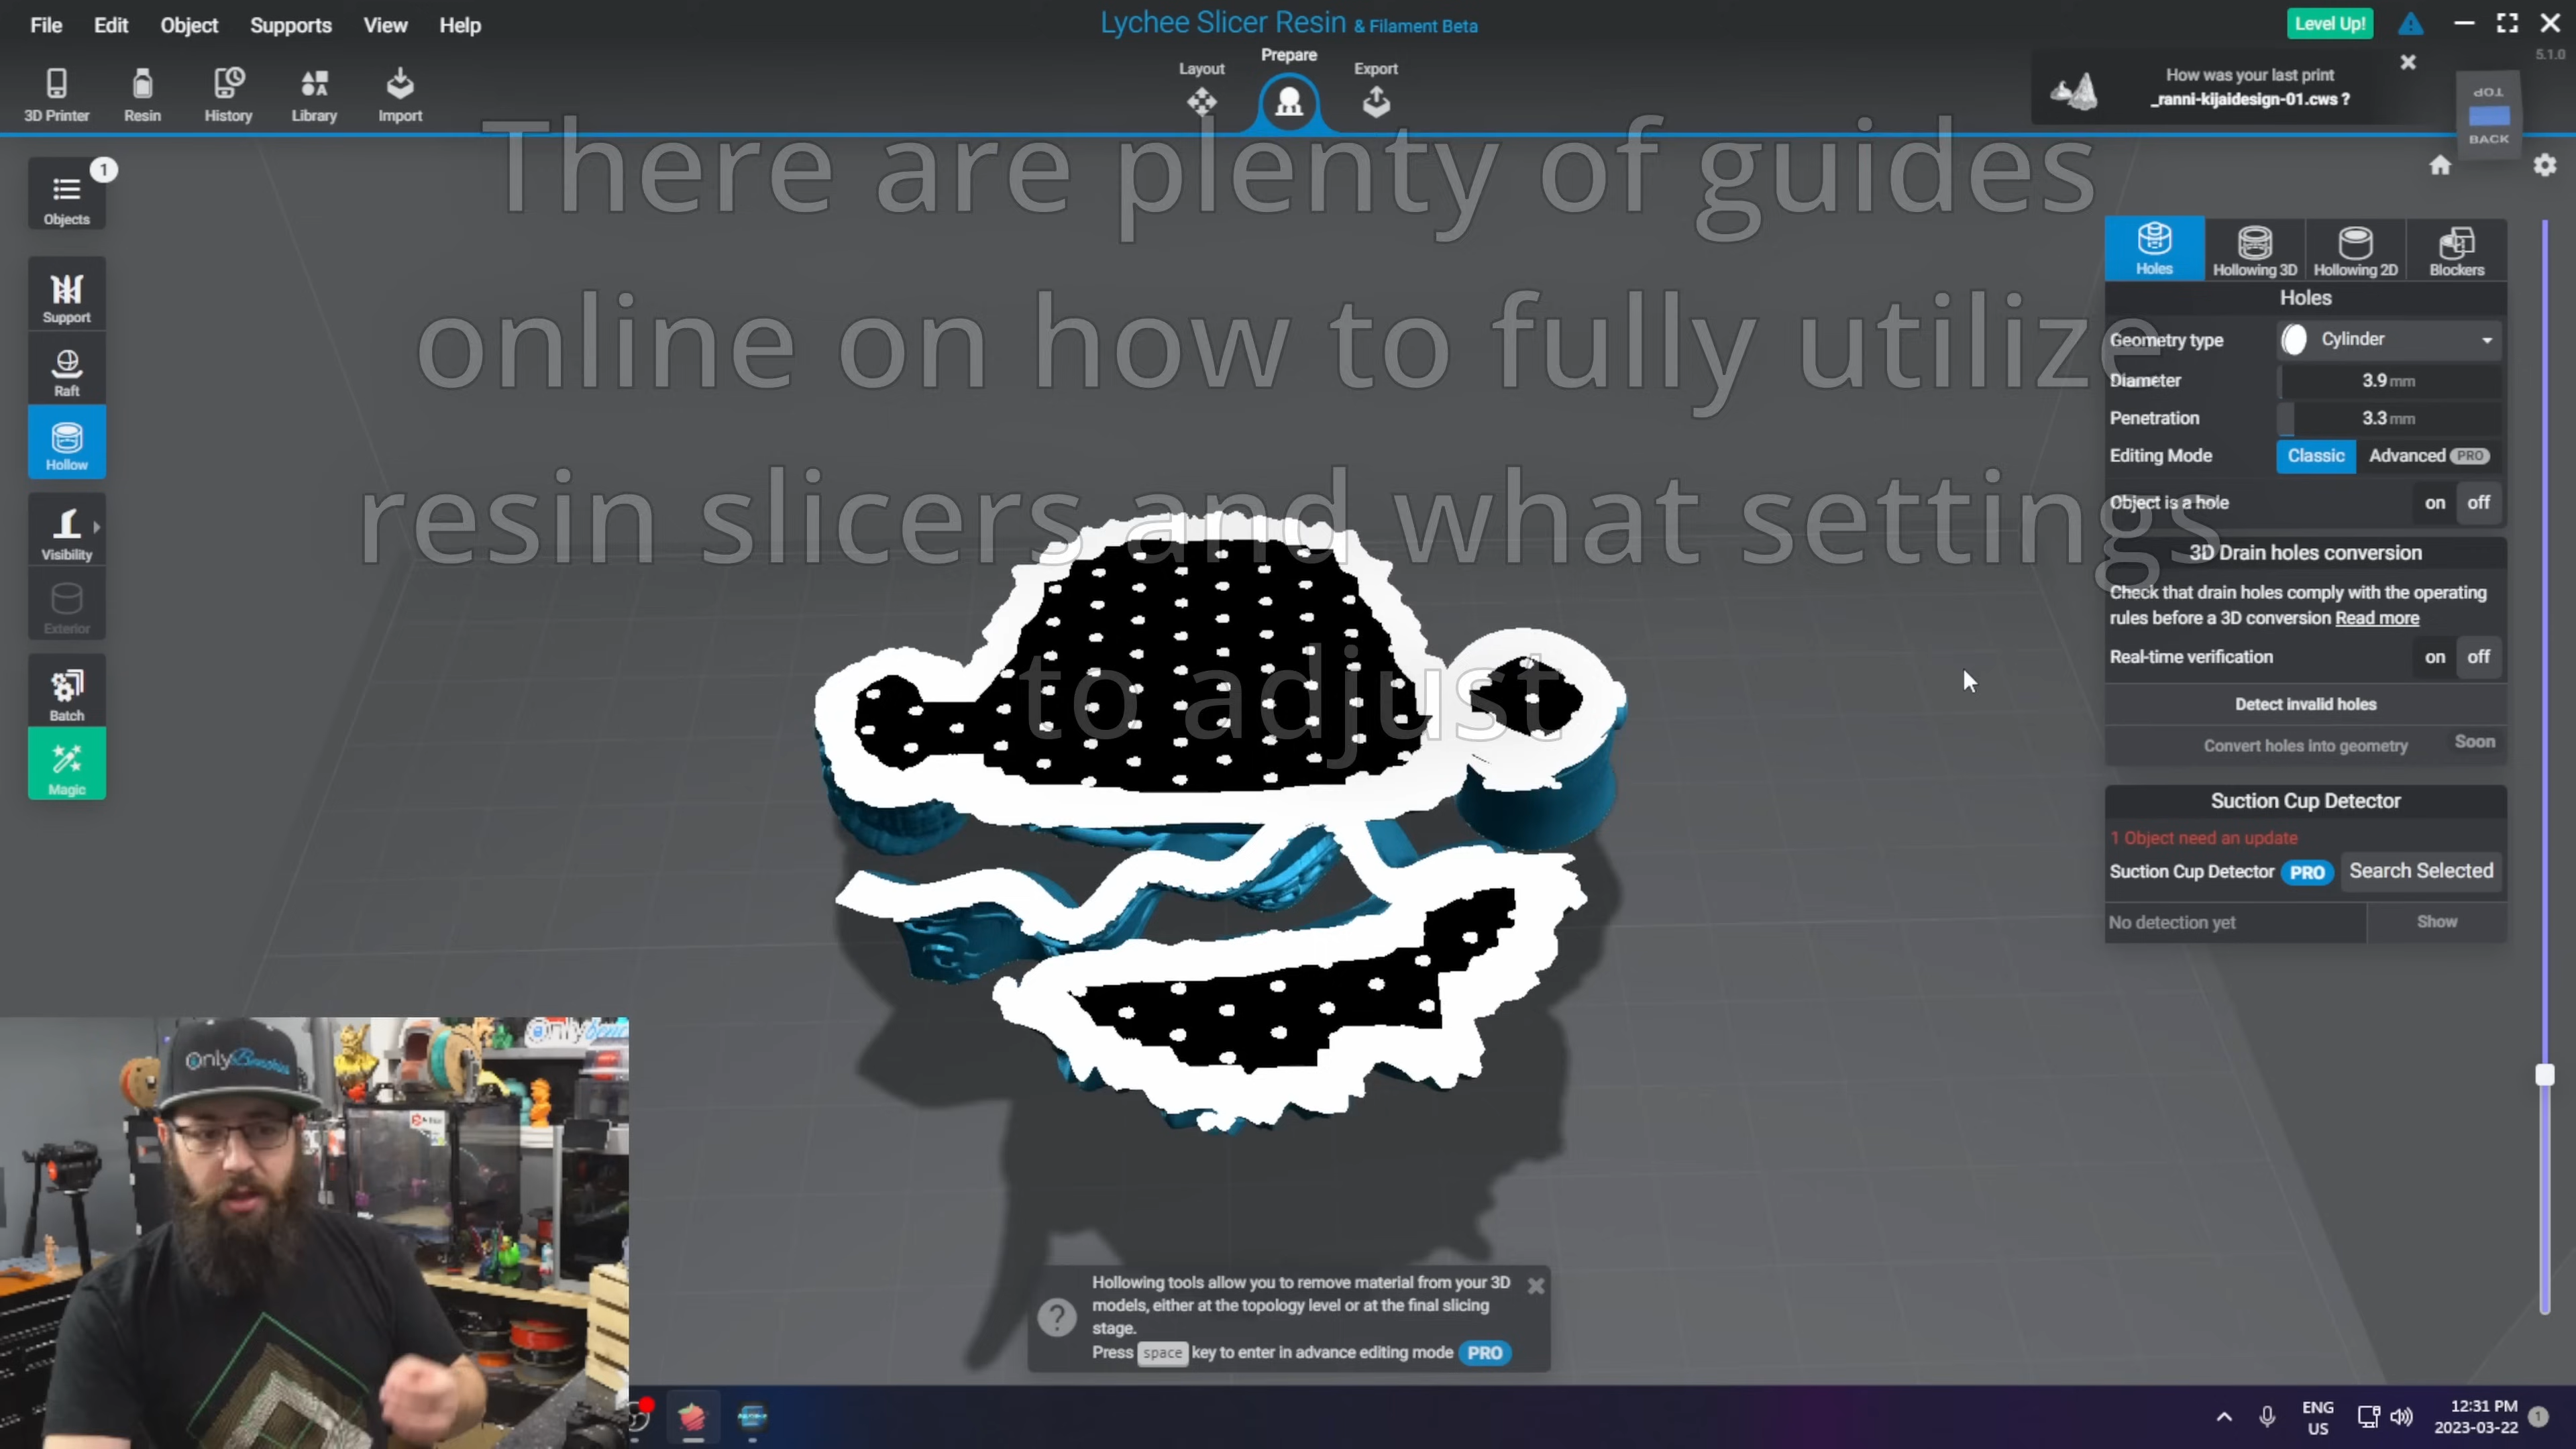 File Edit Object Supports View Help
Lychee Slicer Resin & Filament Beta
Level Up!
5.1.0
3D Printer Resin History Library Import
Layout Prepare Export
How was your last print
_ranni-kijaidesign-01.cws ?
TOP
BACK
There are plenty of guides
online on how to fully utilize
resin slicers and what settings
to adjust
1
Objects
Support
Raft
Hollow
Visibility
Exterior
Batch
Magic
Holes Hollowing 3D Hollowing 2D Blockers
Holes
Geometry type Cylinder
Diameter 3.9 mm
Penetration 3.3 mm
Editing Mode Classic Advanced PRO
Object is a hole on off
3D Drain holes conversion
Check that drain holes comply with the operating
rules before a 3D conversion Read more
Real-time verification on off
Detect invalid holes
Convert holes into geometry Soon
Suction Cup Detector
1 Object need an update
Suction Cup Detector PRO Search Selected
No detection yet Show
Hollowing tools allow you to remove material from your 3D
models, either at the topology level or at the final slicing
stage.
Press space key to enter in advance editing mode PRO
Only Benchies
ENG
US
12:31 PM
2023-03-22
1